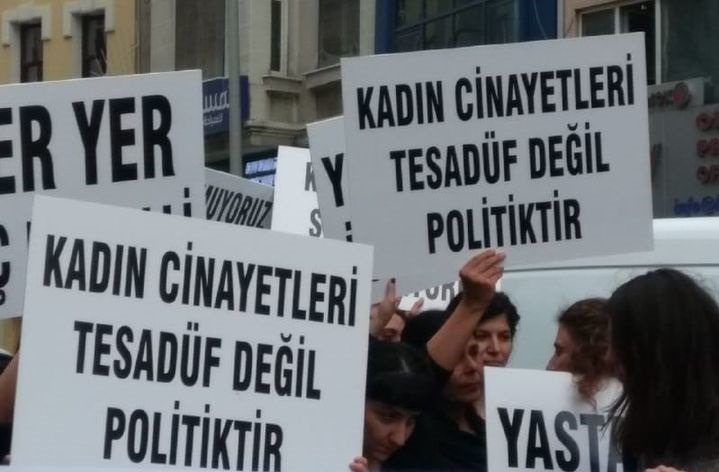 ER YER
KADIN CİNAYETLERİ
TESADÜF DEĞİL
POLİTİKTİR
KADIN CİNAYETLERİ
TESADÜF DEĞİL
POLİTİKTİR
YASTA